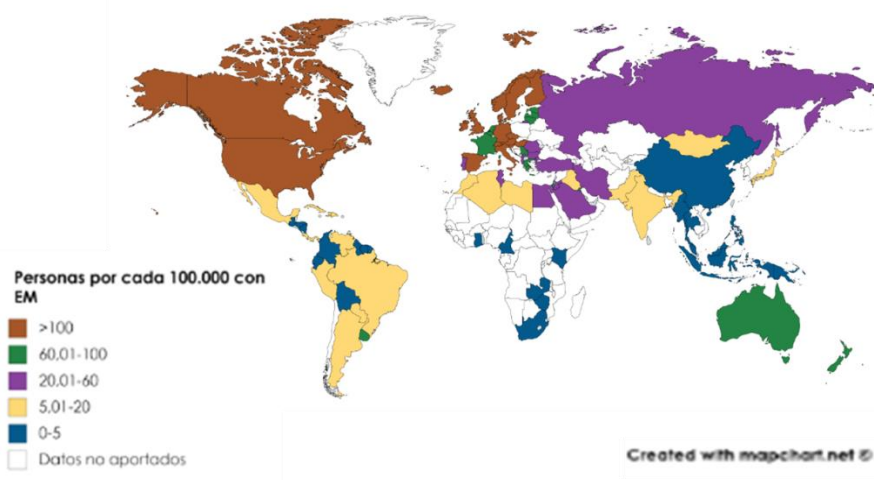 Personas por cada 100.000 con
EM
>100
60,01-100
20.01-60
5,01-20
0-5
Datos no aportados
Created with mapchart.net ©